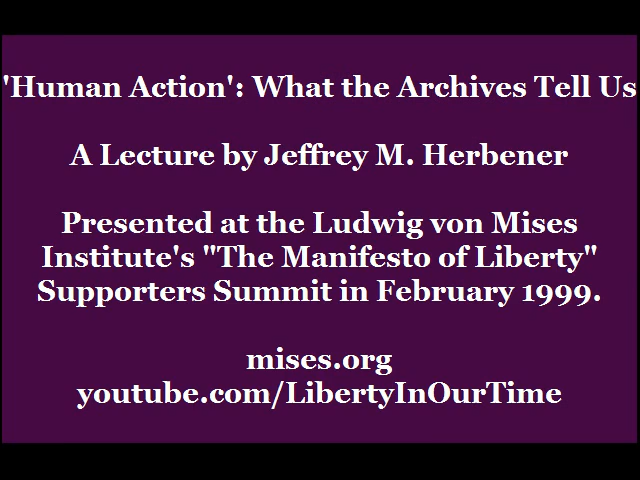 'Human Action': What the Archives Tell Us
A Lecture by Jeffrey M. Herbener
Presented at the Ludwig von Mises
Institute's "The Manifesto of Liberty"
Supporters Summit in February 1999.
mises.org
youtube.com/LibertyInOurTime